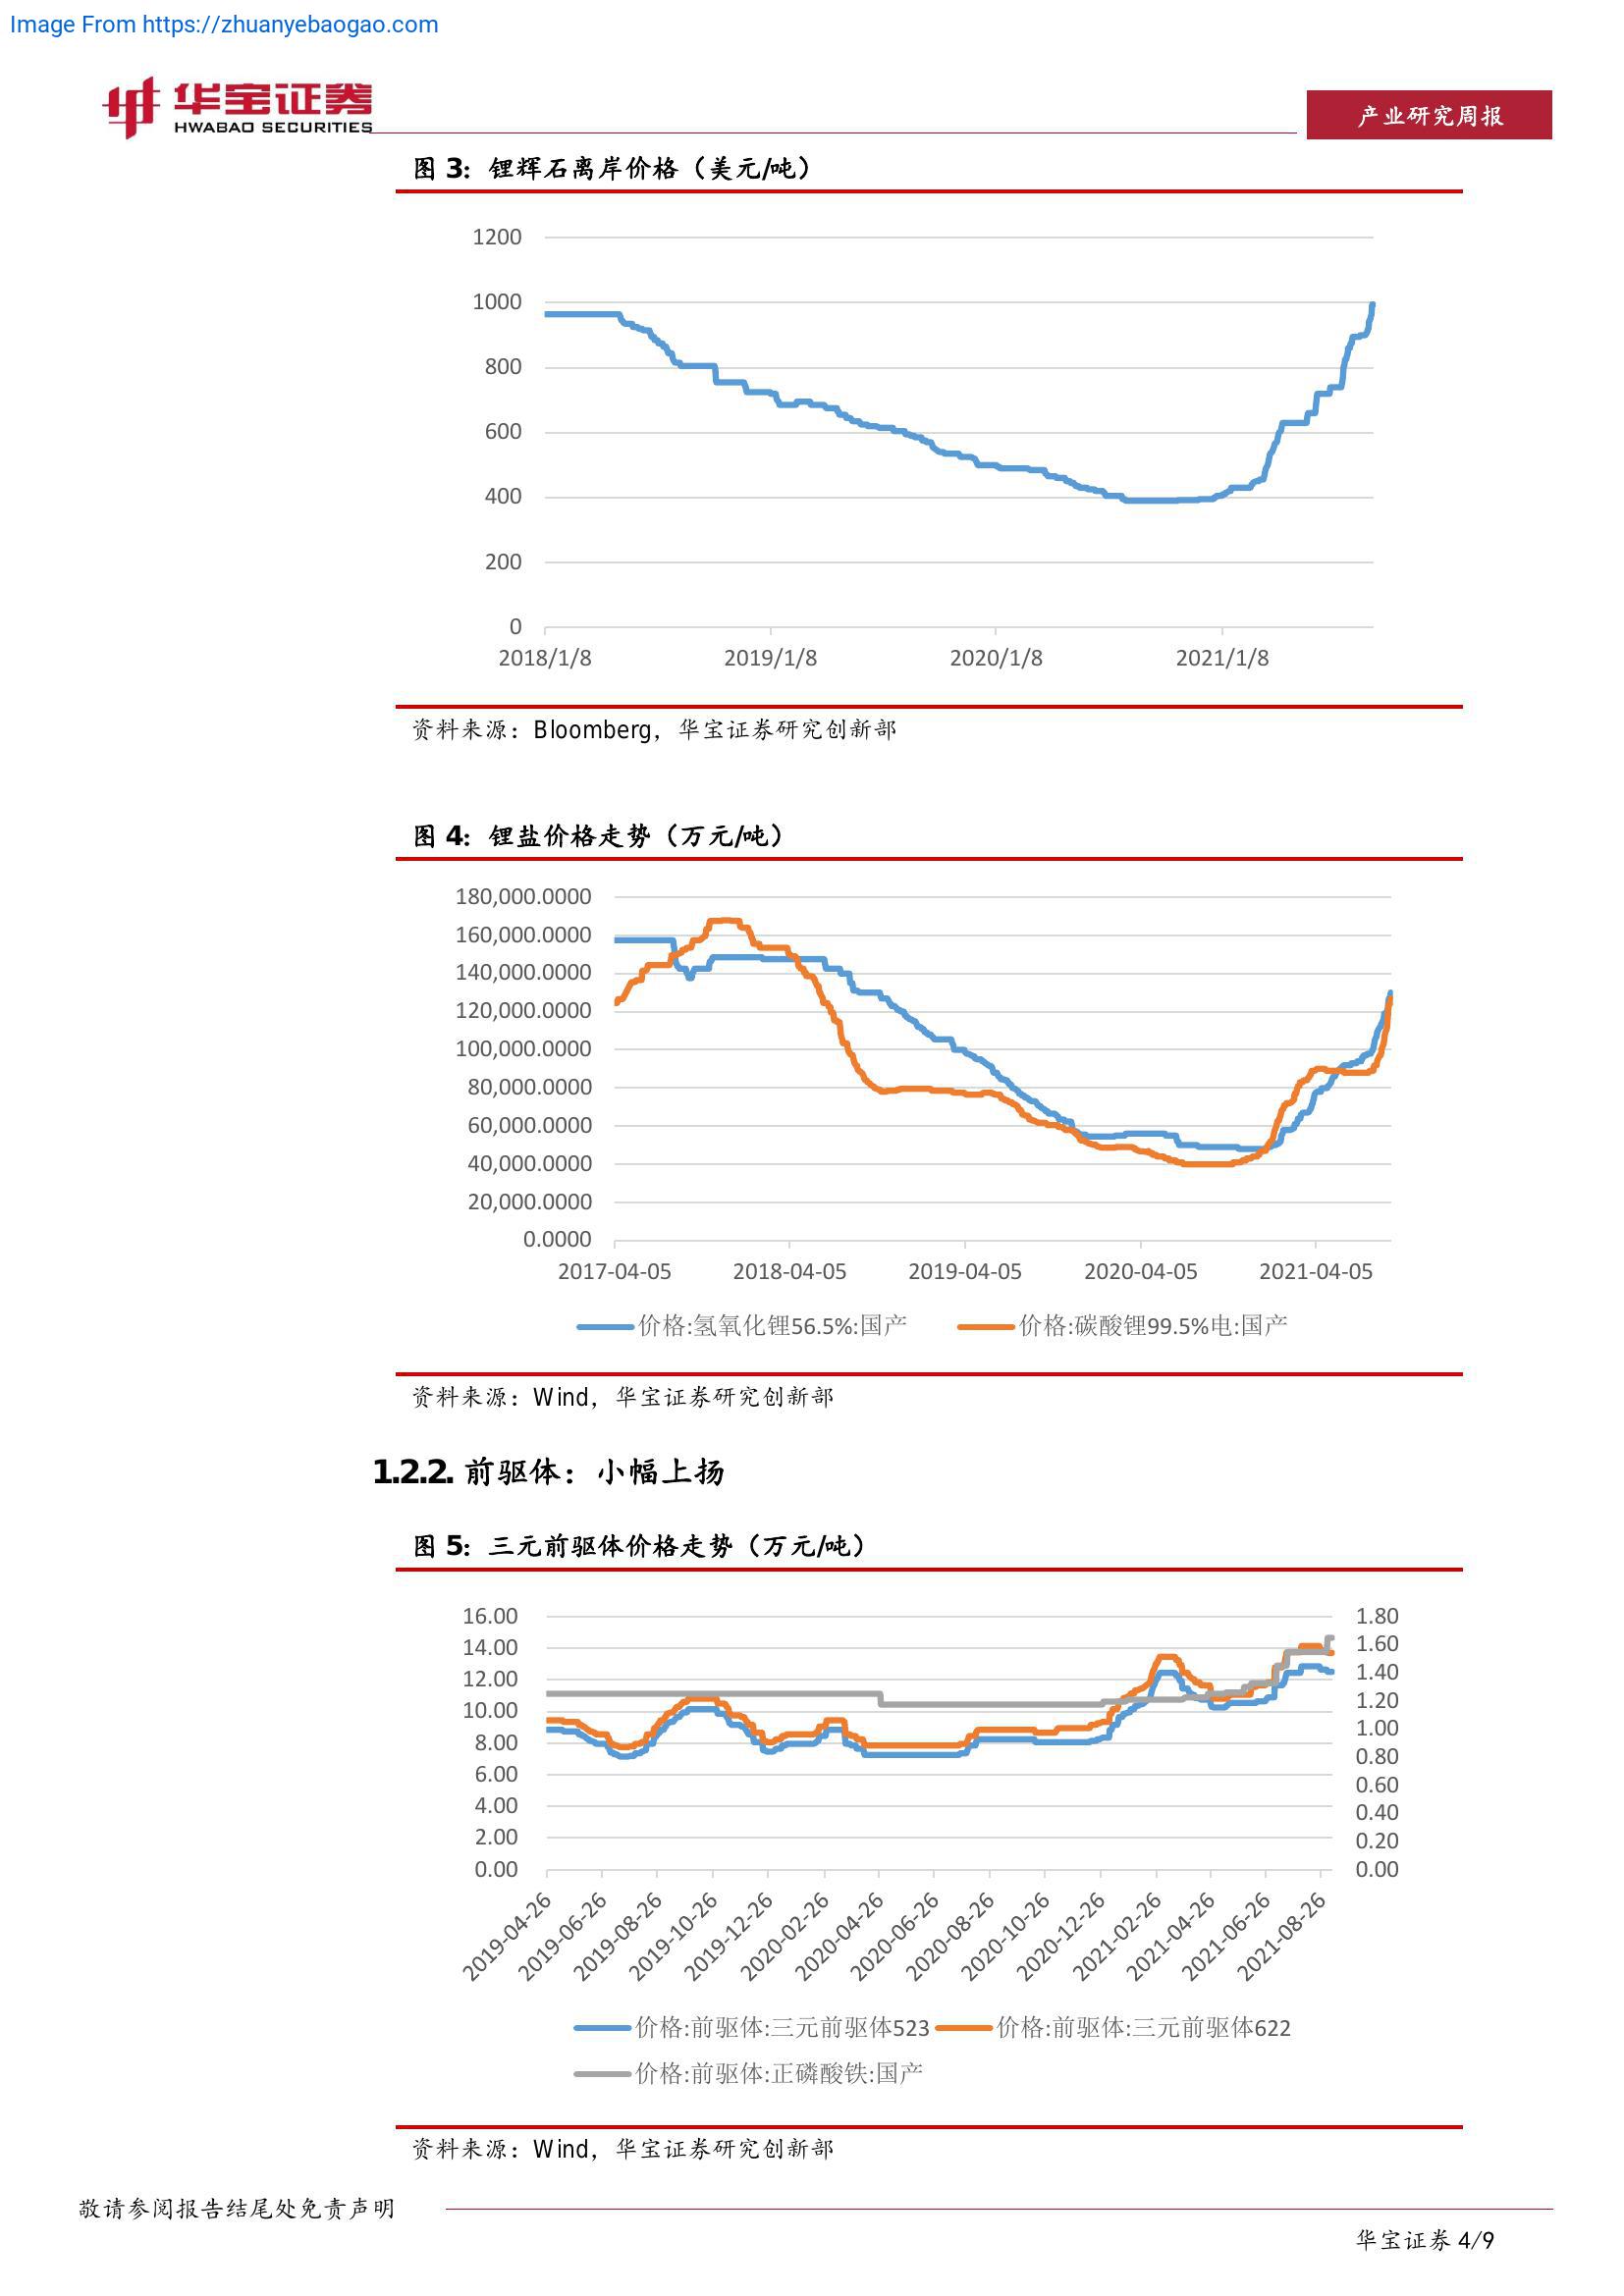 Image From https://zhuanyebaogao.com
华宝证券
HWABAO SECURITIES
产业研究周报
图 3：锂辉石离岸价格（美元/吨）
1200
1000
800
600
400
200
0
2018/1/8 2019/1/8 2020/1/8 2021/1/8
资料来源：Bloomberg，华宝证券研究创新部
图 4：锂盐价格走势（万元/吨）
180,000.0000
160,000.0000
140,000.0000
120,000.0000
100,000.0000
80,000.0000
60,000.0000
40,000.0000
20,000.0000
0.0000
2017-04-05 2018-04-05 2019-04-05 2020-04-05 2021-04-05
价格:氢氧化锂56.5%:国产 价格:碳酸锂99.5%电:国产
资料来源：Wind，华宝证券研究创新部
1.2.2. 前驱体：小幅上扬
图 5：三元前驱体价格走势（万元/吨）
16.00 1.80
14.00 1.60
12.00 1.40
10.00 1.20
8.00 1.00
6.00 0.80
4.00 0.60
2.00 0.40
0.00 0.20
0.00
2019-04-26 2019-06-26 2019-08-26 2019-10-26 2019-12-26 2020-02-26 2020-04-26 2020-06-26 2020-08-26 2020-10-26 2020-12-26 2021-02-26 2021-04-26 2021-06-26 2021-08-26
价格:前驱体:三元前驱体523 价格:前驱体:三元前驱体622
价格:前驱体:正磷酸铁:国产
资料来源：Wind，华宝证券研究创新部
敬请参阅报告结尾处免责声明
华宝证券 4/9